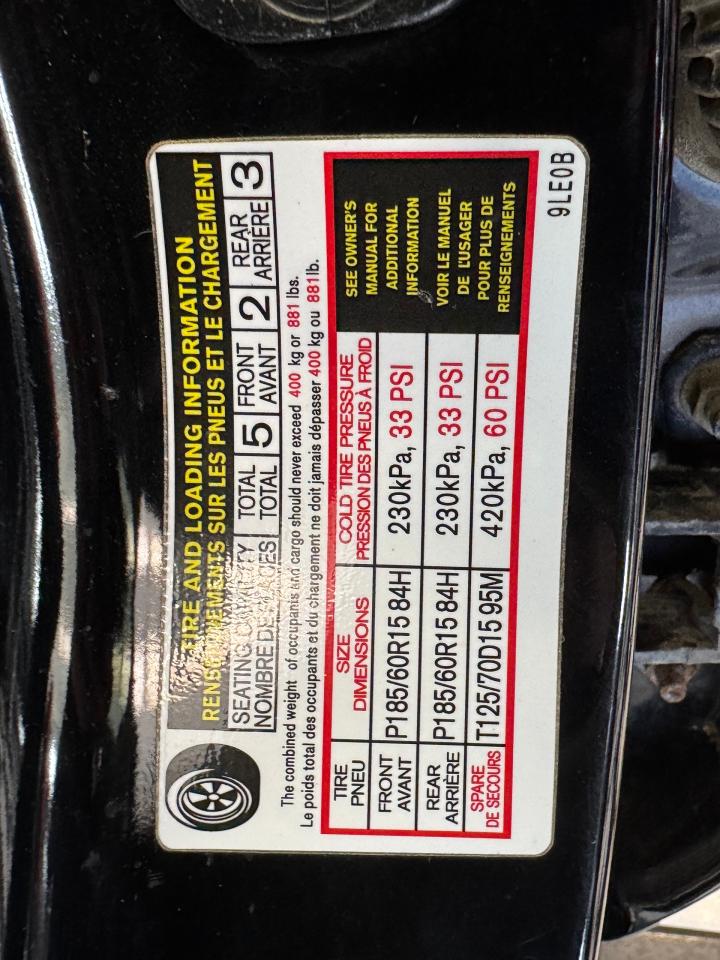 TIRE AND LOADING INFORMATION
RENSEIGNEMENTS SUR LES PNEUS ET LE CHARGEMENT
SEATING CAPACITY TOTAL 5 FRONT 2 REAR 3
NOMBRE DE PLACES TOTAL AVANT ARRIÈRE
The combined weight of occupants and cargo should never exceed 400 kg or 881 lbs.
Le poids total des occupants et du chargement ne doit jamais dépasser 400 kg ou 881 lb.
TIRE SIZE COLD TIRE PRESSURE
PNEU DIMENSIONS PRESSION DES PNEUS À FROID
FRONT
AVANT P185/60R15 84H 230kPa, 33 PSI
REAR
ARRIÈRE P185/60R15 84H 230kPa, 33 PSI
SPARE
DE SECOURS T125/70D15 95M 420kPa, 60 PSI
SEE OWNER'S
MANUAL FOR
ADDITIONAL
INFORMATION
VOIR LE MANUEL
DE L'USAGER
POUR PLUS DE
RENSEIGNEMENTS
9LE0B